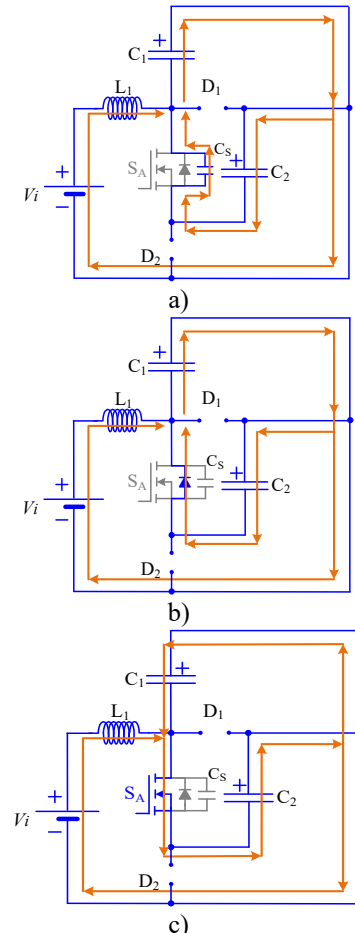 +
C1
L1
D1
+
SA
CS
+
C2
Vi
−
D2
a)
+
C1
L1
D1
+
SA
CS
+
C2
Vi
−
D2
b)
C1
+
L1
D1
+
SA
CS
+
C2
Vi
−
D2
c)